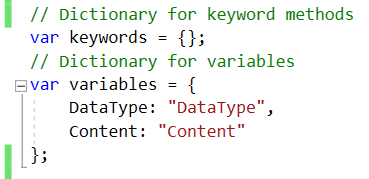 // Dictionary for keyword methods
var keywords = {};
// Dictionary for variables
var variables = {
    DataType: "DataType",
    Content: "Content"
};